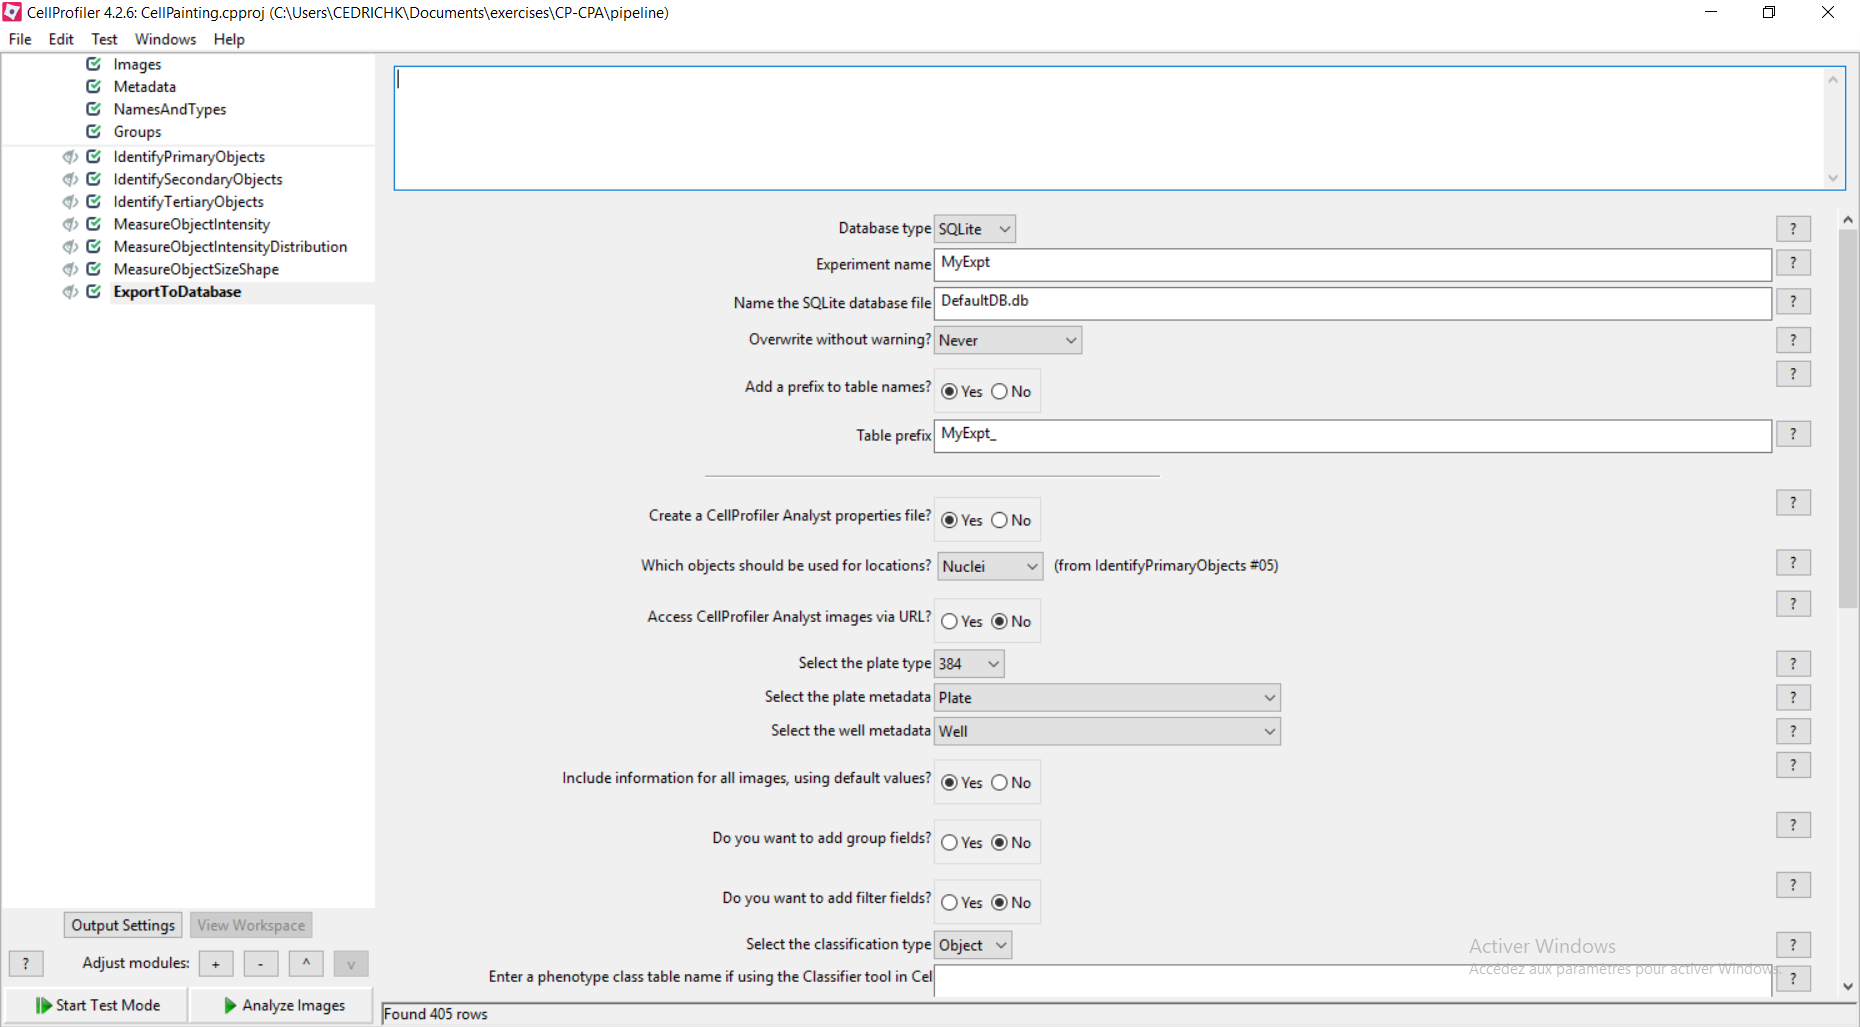 CellProfiler 4.2.6: CellPainting.cpproj (C:\Users\CEDRICHK\Documents\exercises\CP-CPA\pipeline)
File Edit Test Windows Help
Images
Metadata
NamesAndTypes
Groups
IdentifyPrimaryObjects
IdentifySecondaryObjects
IdentifyTertiaryObjects
MeasureObjectIntensity
MeasureObjectIntensityDistribution
MeasureObjectSizeShape
ExportToDatabase
Output Settings View Workspace
? Adjust modules: + - ^ v
Start Test Mode Analyze Images
Database type SQLite ?
Experiment name MyExpt ?
Name the SQLite database file DefaultDB.db ?
Overwrite without warning? Never ?
Add a prefix to table names? Yes No ?
Table prefix MyExpt_ ?
Create a CellProfiler Analyst properties file? Yes No ?
Which objects should be used for locations? Nuclei (from IdentifyPrimaryObjects #05) ?
Access CellProfiler Analyst images via URL? Yes No ?
Select the plate type 384 ?
Select the plate metadata Plate ?
Select the well metadata Well ?
Include information for all images, using default values? Yes No ?
Do you want to add group fields? Yes No ?
Do you want to add filter fields? Yes No ?
Select the classification type Object ?
Enter a phenotype class table name if using the Classifier tool in Cel ?
Activer Windows
Accédez aux paramètres pour activer Windows.
Found 405 rows